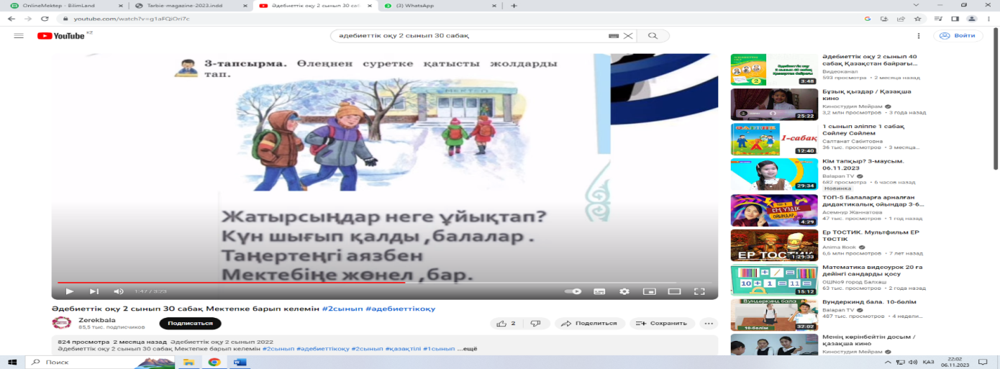 OnlineMektep - BilimLand
Tarbie-magazine-2023.indd
Әдебиеттік оқу 2 сынып 30 саб
(3) WhatsApp
youtube.com/watch?v=g1aFQiOri7c
YouTube KZ
әдебиеттік оқу 2 сынып 30 сабақ
Войти
3-тапсырма. Өлеңнен суретке қатысты жолдарды
тап.
МЕКТЕП
Жатырсыңдар неге ұйықтап?
Күн шығып қалды ,балалар .
Таңертеңгі аязбен
Мектебіңе жөнел ,бар.
1:47 / 3:23
Әдебиеттік оқу 2 сынып 30 сабақ Мектепке барып келемін #2сынып #әдебиеттікоқу
Zerekbala
85,5 тыс. подписчиков
Подписаться
2
Поделиться
Сохранить
824 просмотра 2 месяца назад Әдебиеттік оқу 2 сынып 2022
Әдебиеттік оқу 2 сынып 30 сабақ Мектепке барып келемін #2сынып #әдебиеттікоқу #2сынып #қазақтілі #1сынып ...ещё
Әдебиеттік оқу 2 сынып 40
сабақ Қазақстан байрағы...
Видеоканал
593 просмотра • 2 месяца назад
3:48
Бұзық қыздар / Қазақша
кино
Киностудия Мейрам
3,2 млн просмотров • 3 года назад
25:22
1 сынып әліппе 1 сабақ
Сөйлеу Сөйлем
Салтанат Сабитовна
36 тыс. просмотров • 3 месяца...
1-сабақ
12:40
Кім тапқыр? 3-маусым.
06.11.2023
Balapan TV
682 просмотра • 6 часов назад
Новинка
29:34
ТОП-5 Балаларға арналған
дидактикалық ойындар 3-6...
Асемнур Жаннатова
47 тыс. просмотров • 1 год назад
ЕҢ ҮЗДІК
ОЙЫНДАР
4:29
Ер ТОСТИК. Мультфильм ЕР
ТӨСТІК
Anima Book
6,6 млн просмотров • 7 лет назад
ЕР ТОСТИК
1:29:33
Математика видеоурок 20 ға
дейінгі сандарды қосу
ОШNo9 город Балхаш
63 тыс. просмотров • 2 года назад
10 + 1 = 11
15:12
Вундеркинд бала. 10-бөлім
Balapan TV
487 тыс. просмотров • 4 недели...
10-бөлім
32:02
Менің көрінбейтін досым /
қазақша кино
Киностудия Мейрам
Поиск
ҚАЗ
22:02
06.11.2023